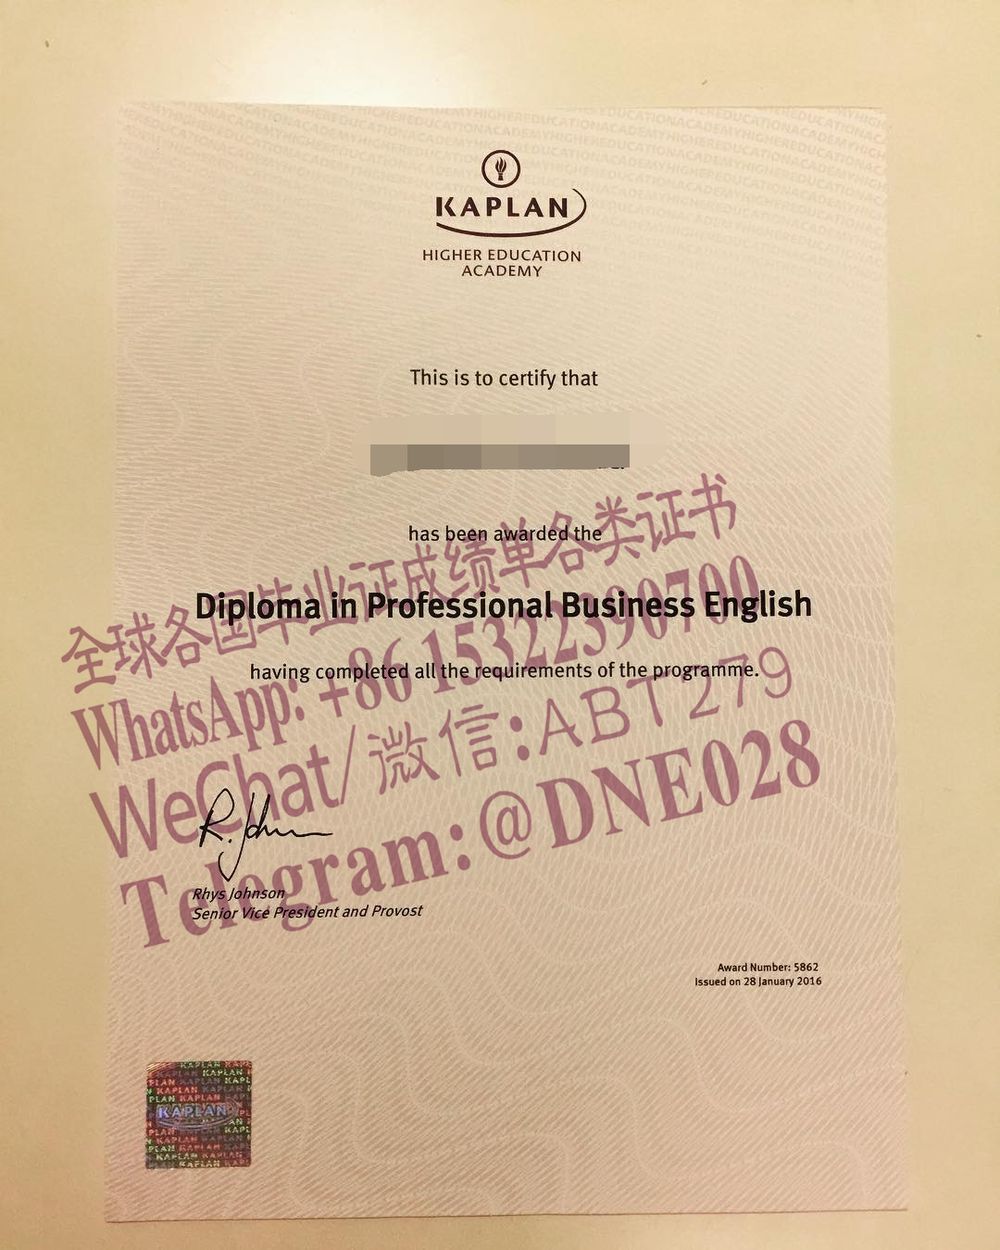 KAPLAN
HIGHER EDUCATION
ACADEMY
This is to certify that
has been awarded the
Diploma in Professional Business English
having completed all the requirements of the programme.
全球各国毕业证成绩单各类证书
WhatsApp: +86 15322390700
WeChat/微信:ABT279
Telegram:@DNE028
R. Johnson
Rhys Johnson
Senior Vice President and Provost
Award Number: 5862
Issued on 28 January 2016
KAPLAN